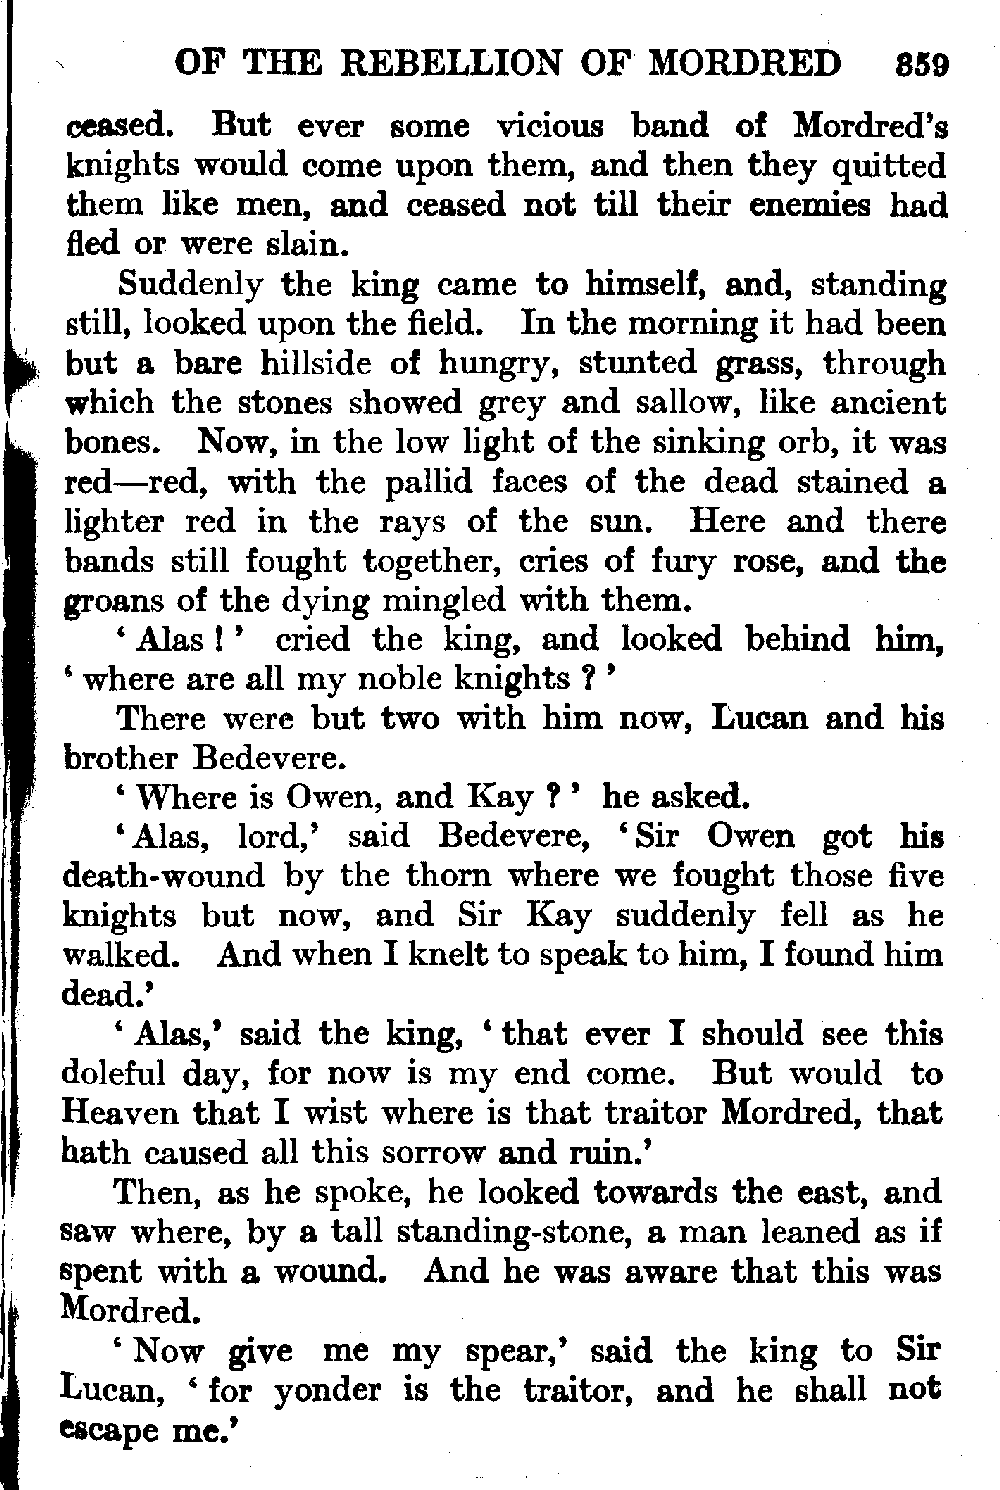 OF THE REBELLION OF MORDRED 359
ceased. But ever some vicious band of Mordred's
knights would come upon them, and then they quitted
them like men, and ceased not till their enemies had
fled or were slain.
Suddenly the king came to himself, and, standing
still, looked upon the field. In the morning it had been
but a bare hillside of hungry, stunted grass, through
which the stones showed grey and sallow, like ancient
bones. Now, in the low light of the sinking orb, it was
red—red, with the pallid faces of the dead stained a
lighter red in the rays of the sun. Here and there
bands still fought together, cries of fury rose, and the
groans of the dying mingled with them.
‘ Alas ! ’ cried the king, and looked behind him,
‘ where are all my noble knights ? ’
There were but two with him now, Lucan and his
brother Bedevere.
‘ Where is Owen, and Kay ? ’ he asked.
‘ Alas, lord,’ said Bedevere, ‘ Sir Owen got his
death-wound by the thorn where we fought those five
knights but now, and Sir Kay suddenly fell as he
walked. And when I knelt to speak to him, I found him
dead.’
‘ Alas,’ said the king, ‘ that ever I should see this
doleful day, for now is my end come. But would to
Heaven that I wist where is that traitor Mordred, that
hath caused all this sorrow and ruin.’
Then, as he spoke, he looked towards the east, and
saw where, by a tall standing-stone, a man leaned as if
spent with a wound. And he was aware that this was
Mordred.
‘ Now give me my spear,’ said the king to Sir
Lucan, ‘ for yonder is the traitor, and he shall not
escape me.’